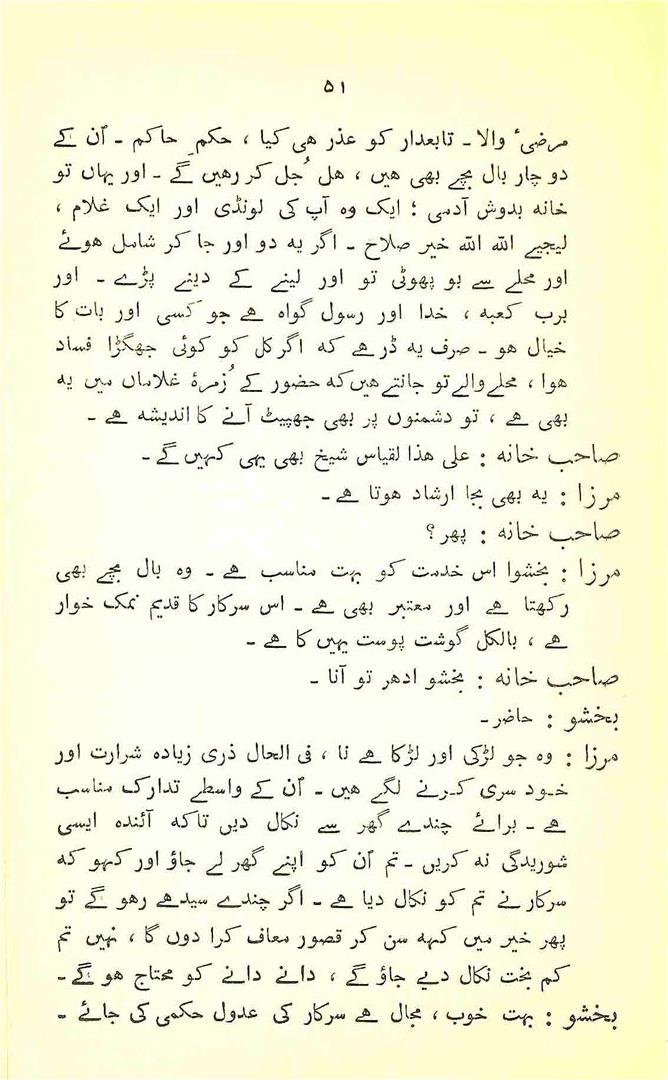 ۵۱
مرضیٔ والا ۔ تابعدار کو عذر ھی کیا ، حکمِ حاکم ۔ اُن کے
دو چار بال بچے بھی ھیں ، ھل جُل کر رھیں گے ۔ اور یہاں تو
خانہ بدوش آدمی ؛ ایک وہ آپ کی لونڈی اور ایک غلام ،
لیجیے اللہ اللہ خیر صلاح ۔ اگر یہ دو اور جا کر شامل ھوئے
اور محلے سے بو پھوٹی تو اور لینے کے دینے پڑے ۔ اور
برب کعبہ ، خدا اور رسول گواہ ھے جو کسی اور بات کا
خیال ھو ۔ صرف یہ ڈر ھے کہ اگر کل کو کوئی جھگڑا فساد
ھوا ، محلے والے تو جانتے ھیں کہ حضور کے زُمرۂ غلاماں میں یہ
بھی ھے ، تو دشمنوں پر بھی جھپیٹ آنے کا اندیشہ ھے ۔
صاحب خانہ : علی ھذا لقیاس شیخ بھی یہی کہیں گے ۔
مرزا : یہ بھی بجا ارشاد ھوتا ھے ۔
صاحب خانہ : پھر ؟
مرزا : بخشوا اس خدمت کو بہت مناسب ھے ۔ وہ بال بچے بھی
رکھتا ھے اور معتبر بھی ھے ۔ اس سرکار کا قدیم نمک خوار
ھے ، بالکل گوشت پوست یہیں کا ھے ۔
صاحب خانہ : بخشو ادھر تو آنا ۔
بخشو : حاضر ۔
مرزا : وہ جو لڑکی اور لڑکا ھے نا ، فی الحال ذری زیادہ شرارت اور
خود سری کرنے لگے ھیں ۔ اُن کے واسطے تدارک مناسب
ھے ۔ برائے چندے گھر سے نکال دیں تاکہ آئندہ ایسی
شوریدگی نہ کریں ۔ تم اُن کو اپنے گھر لے جاؤ اور کہو کہ
سرکار نے تم کو نکال دیا ھے ۔ اگر چندے سیدھے رھو گے تو
پھر خیر میں کہہ سن کر قصور معاف کرا دوں گا ، نہیں تم
کم بخت نکال دیے جاؤ گے ، دانے دانے کو محتاج ھو گے ۔
بخشو : بہت خوب ، مجال ھے سرکار کی عدول حکمی کی جائے ۔